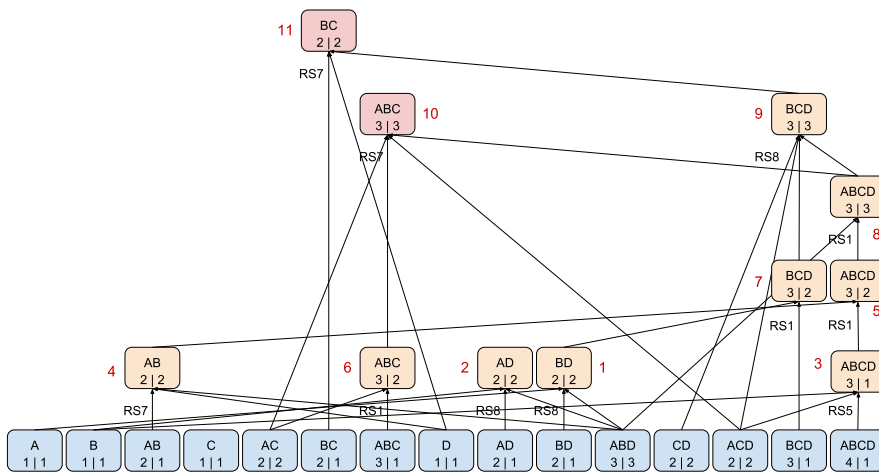 11
BC
2 | 2
RS7
ABC
3 | 3
10
9
BCD
3 | 3
RS7
RS8
ABCD
3 | 3
8
RS1
7
BCD
3 | 2
ABCD
3 | 2
5
RS1
RS1
4
AB
2 | 2
6
ABC
3 | 2
2
AD
2 | 2
BD
2 | 2
1
3
ABCD
3 | 1
RS7
RS1
RS8
RS8
RS5
A
1 | 1
B
1 | 1
AB
2 | 1
C
1 | 1
AC
2 | 2
BC
2 | 1
ABC
3 | 1
D
1 | 1
AD
2 | 1
BD
2 | 1
ABD
3 | 3
CD
2 | 2
ACD
2 | 2
BCD
3 | 1
ABCD
4 | 1